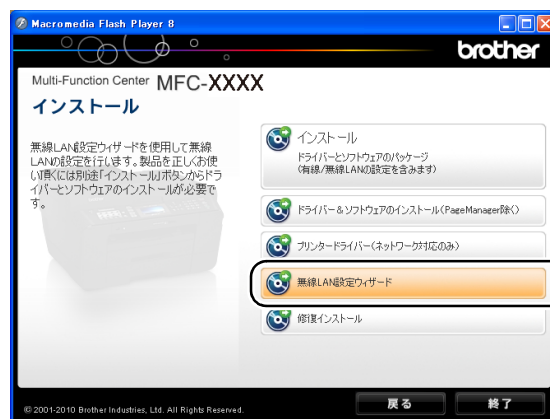 Macromedia Flash Player 8
brother
Multi-Function Center MFC-XXXX
インストール
無線LAN設定ウィザードを使用して無線
LANの設定を行います。製品を正しくお使
い頂くには別途「インストール」ボタンからドラ
イバーとソフトウェアのインストールが必要で
す。
インストール
ドライバーとソフトウェアのパッケージ
(有線/無線LANの設定を含みます)
ドライバー&ソフトウェアのインストール(PageManager除く)
プリンタードライバー(ネットワーク対応のみ)
無線LAN設定ウィザード
修復インストール
© 2001-2010 Brother Industries, Ltd. All Rights Reserved.
戻る
終了